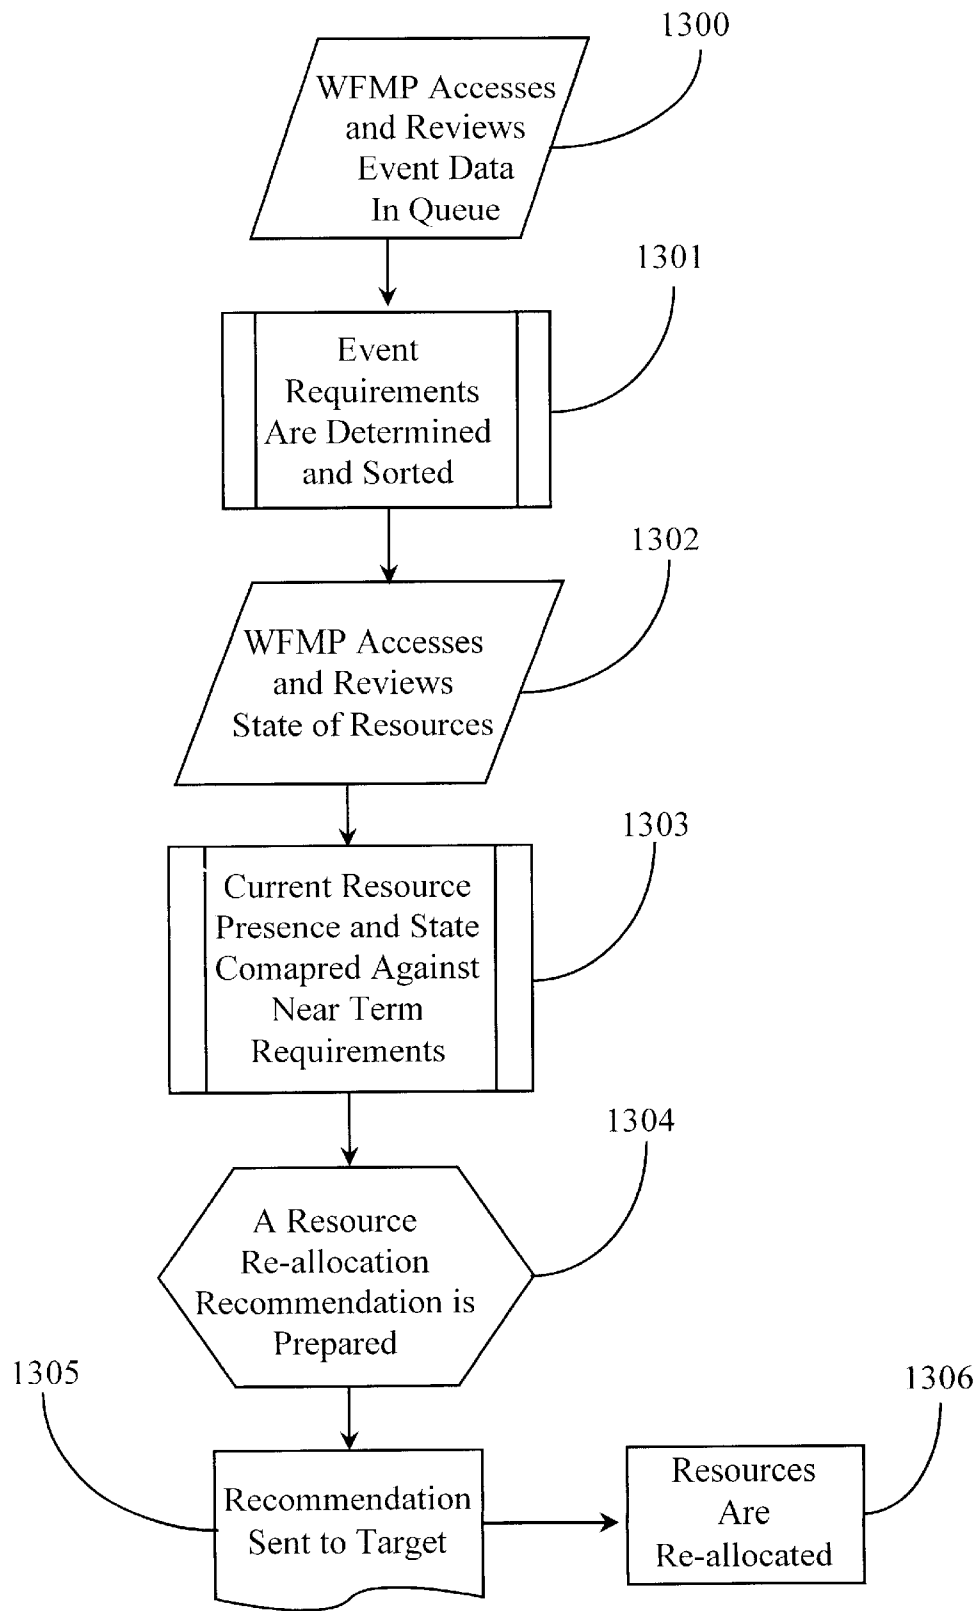 1300
WFMP Accesses
and Reviews
Event Data
In Queue
1301
Event
Requirements
Are Determined
and Sorted
1302
WFMP Accesses
and Reviews
State of Resources
1303
Current Resource
Presence and State
Comapred Against
Near Term
Requirements
1304
A Resource
Re-allocation
Recommendation is
Prepared
1305
Recommendation
Sent to Target
1306
Resources
Are
Re-allocated